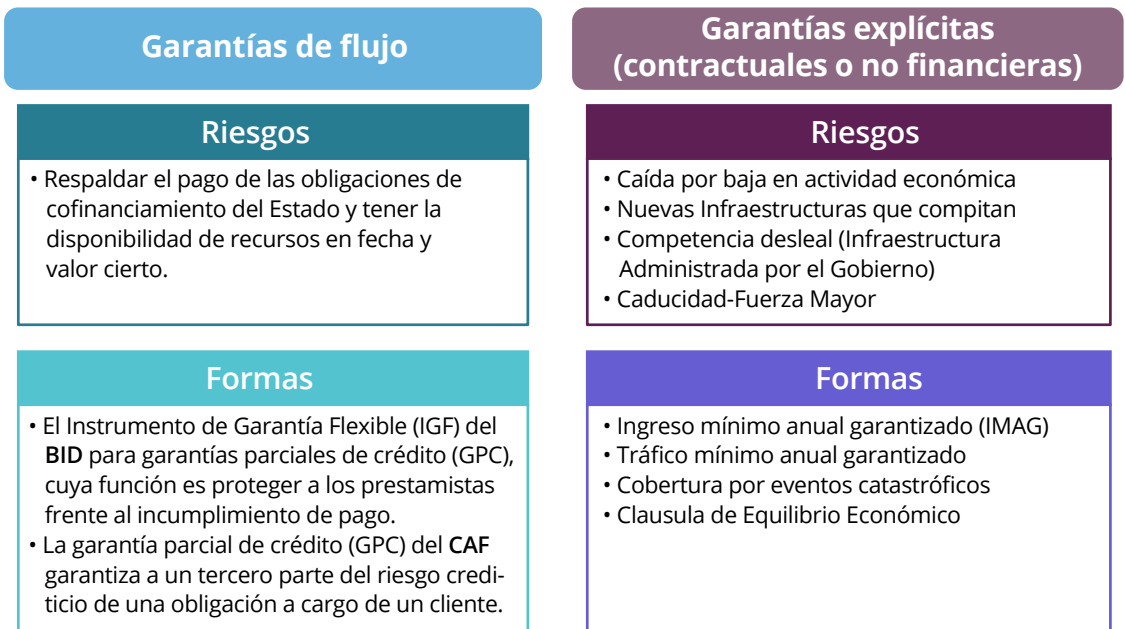 Garantías de flujo
Riesgos
• Respaldar el pago de las obligaciones de
cofinanciamiento del Estado y tener la
disponibilidad de recursos en fecha y
valor cierto.
Formas
• El Instrumento de Garantía Flexible (IGF) del
BID para garantías parciales de crédito (GPC),
cuya función es proteger a los prestamistas
frente al incumplimiento de pago.
• La garantía parcial de crédito (GPC) del CAF
garantiza a un tercero parte del riesgo credi-
ticio de una obligación a cargo de un cliente.
Garantías explícitas
(contractuales o no financieras)
Riesgos
• Caída por baja en actividad económica
• Nuevas Infraestructuras que compitan
• Competencia desleal (Infraestructura
Administrada por el Gobierno)
• Caducidad-Fuerza Mayor
Formas
• Ingreso mínimo anual garantizado (IMAG)
• Tráfico mínimo anual garantizado
• Cobertura por eventos catastróficos
• Clausula de Equilibrio Económico